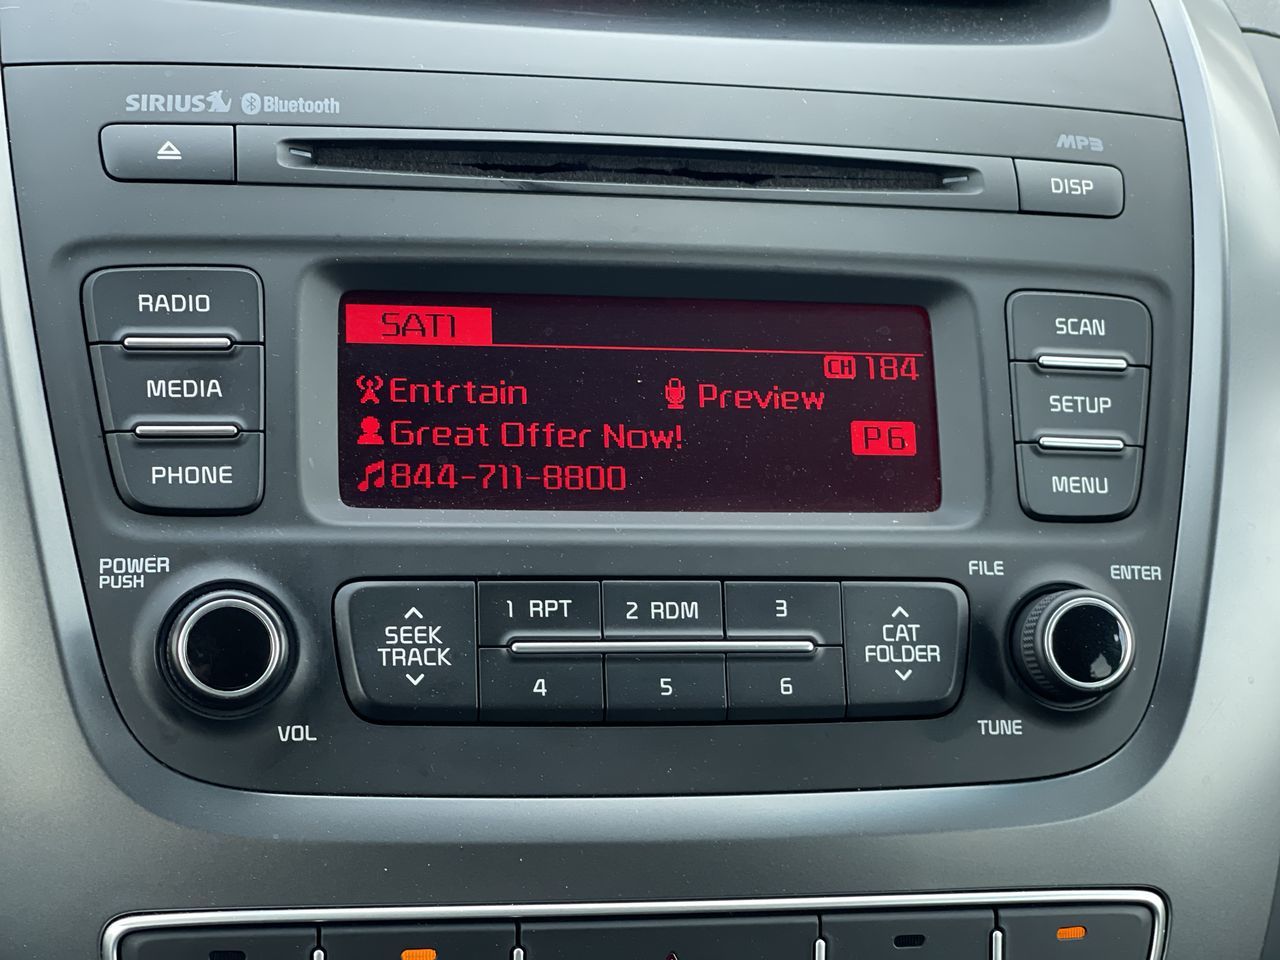 SIRIUS Bluetooth
MP3
DISP
RADIO
MEDIA
PHONE
SAT1
CH 184
Entrtain Preview
Great Offer Now! P6
844-711-8800
SCAN
SETUP
MENU
POWER
PUSH
VOL
SEEK
TRACK
1 RPT
2 RDM
3
4
5
6
CAT
FOLDER
FILE
ENTER
TUNE